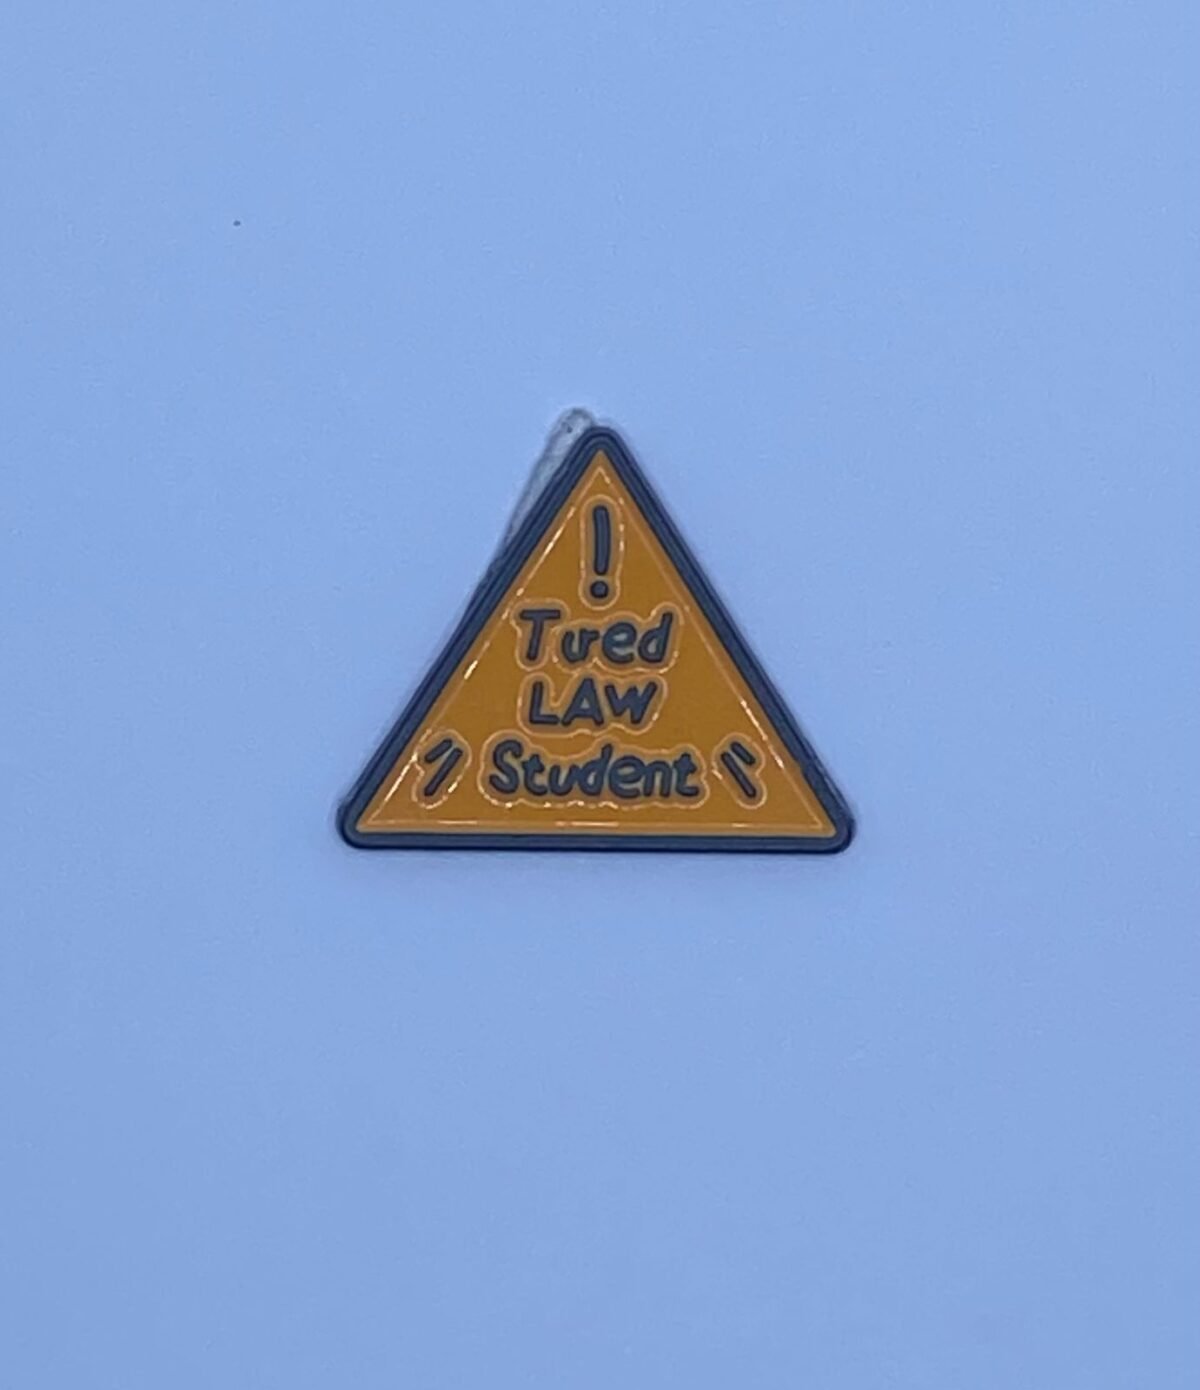 !
Tired
LAW
Student